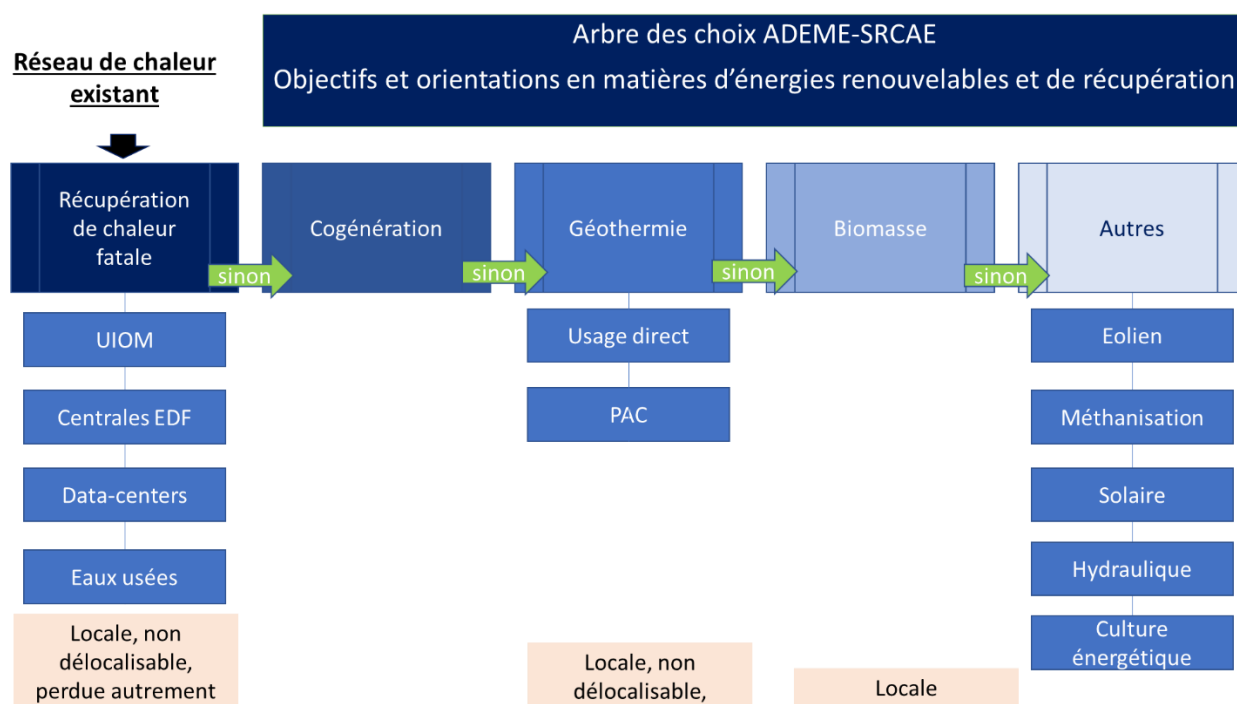 Arbre des choix ADEME-SRCAE
Objectifs et orientations en matières d'énergies renouvelables et de récupération
Réseau de chaleur
existant
Récupération
de chaleur
fatale
sinon
Cogénération
sinon
Géothermie
sinon
Biomasse
sinon
Autres
UIOM
Centrales EDF
Data-centers
Eaux usées
Locale, non
délocalisable,
perdue autrement
Usage direct
PAC
Locale, non
délocalisable,
Locale
Eolien
Méthanisation
Solaire
Hydraulique
Culture
énergétique